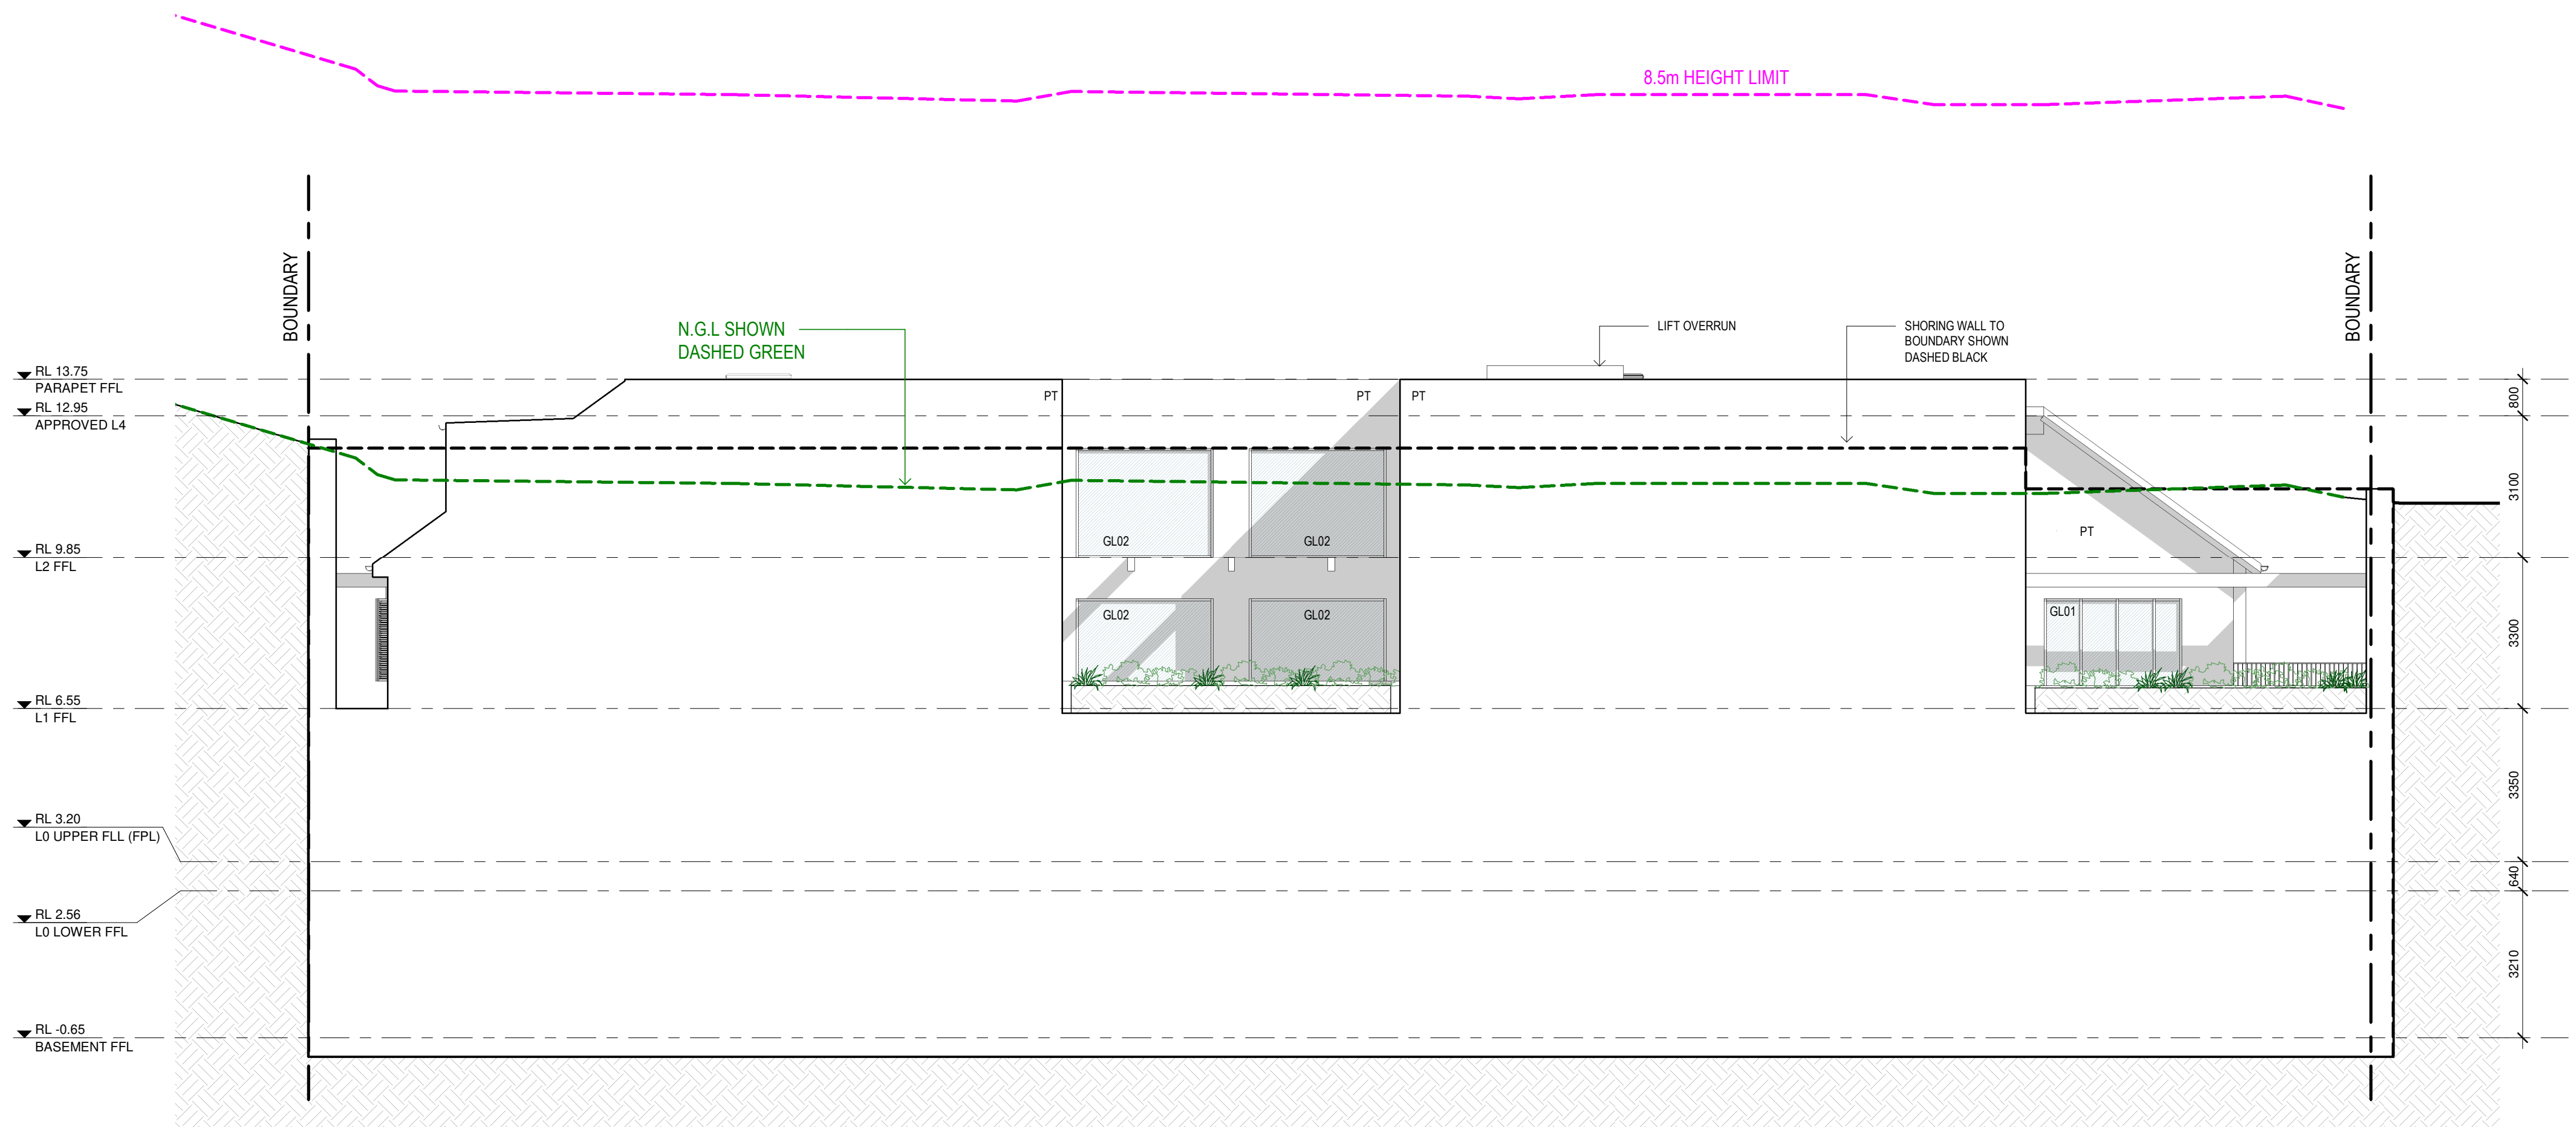 8.5m HEIGHT LIMIT
BOUNDARY
BOUNDARY
N.G.L SHOWN
DASHED GREEN
LIFT OVERRUN
SHORING WALL TO
BOUNDARY SHOWN
DASHED BLACK
RL 13.75
PARAPET FFL
RL 12.95
APPROVED L4
RL 9.85
L2 FFL
RL 6.55
L1 FFL
RL 3.20
L0 UPPER FLL (FPL)
RL 2.56
L0 LOWER FFL
RL -0.65
BASEMENT FFL
PT
PT
PT
PT
GL02
GL02
GL02
GL02
GL01
800
3100
3300
3350
640
3210